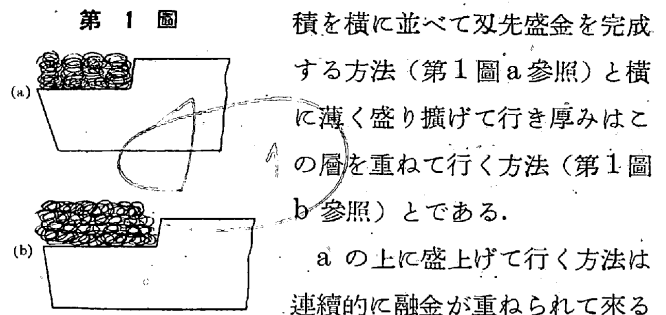 第1圖
(a)
(b)
積を横に並べて刄先盛金を完成
する方法（第1圖a參照）と横
に薄く盛り擴げて行き厚みはこ
の層を重ねて行く方法（第1圖
b參照）とである．
aの上に盛上げて行く方法は
連續的に融金が重ねられて來る